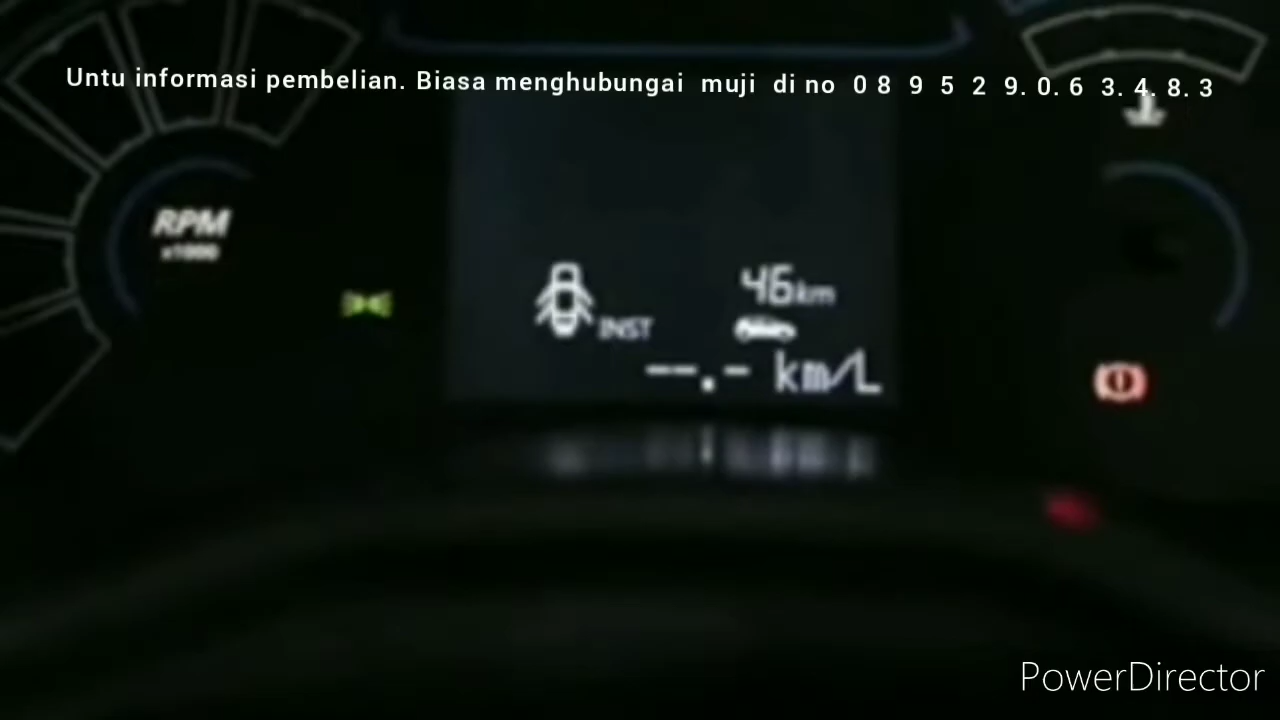 Untu informasi pembelian. Biasa menghubungai muji di no 0 8 9 5 2 9. 0. 6 3. 4. 8. 3
RPM
x1000
46km
INST
--.- km/L
PowerDirector